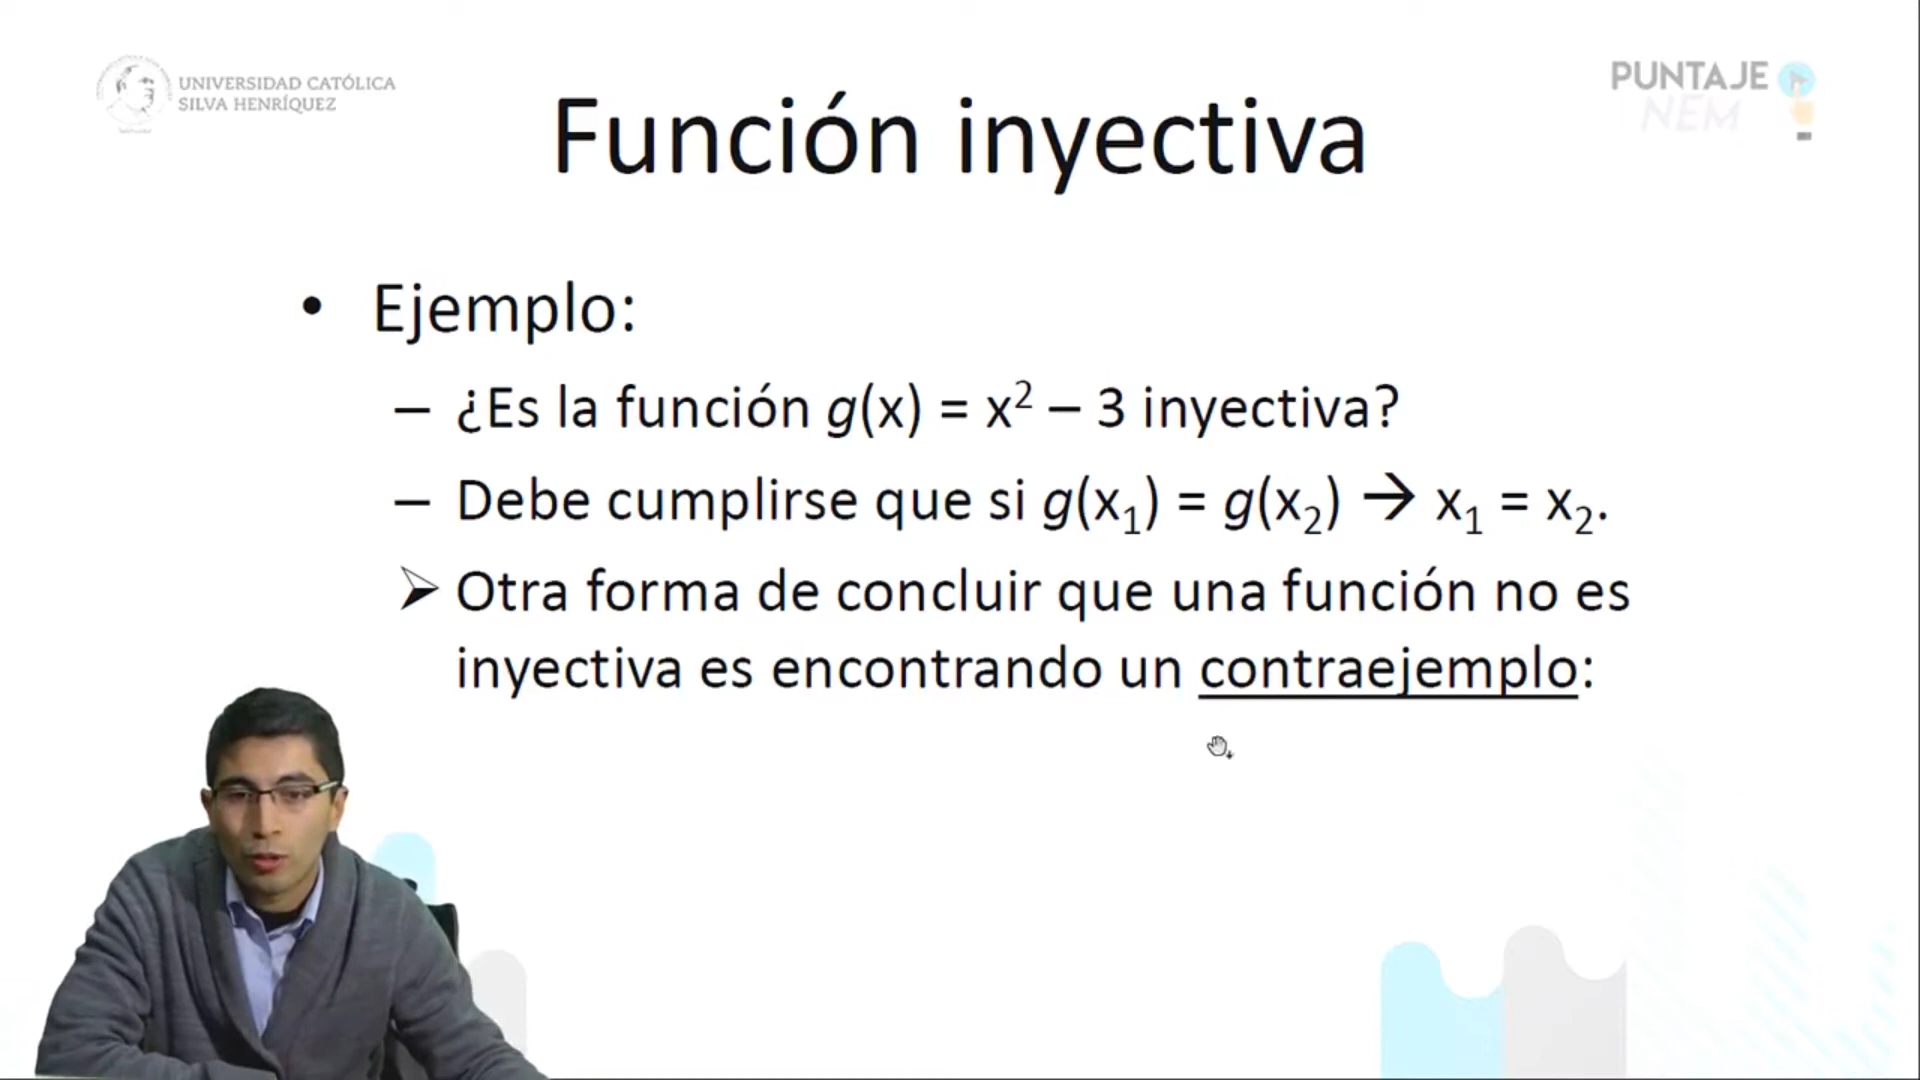 UNIVERSIDAD CATÓLICA
SILVA HENRÍQUEZ
PUNTAJE
NEM
Función inyectiva
• Ejemplo:
– ¿Es la función g(x) = x² – 3 inyectiva?
– Debe cumplirse que si g(x₁) = g(x₂) → x₁ = x₂.
➢ Otra forma de concluir que una función no es
inyectiva es encontrando un contraejemplo: